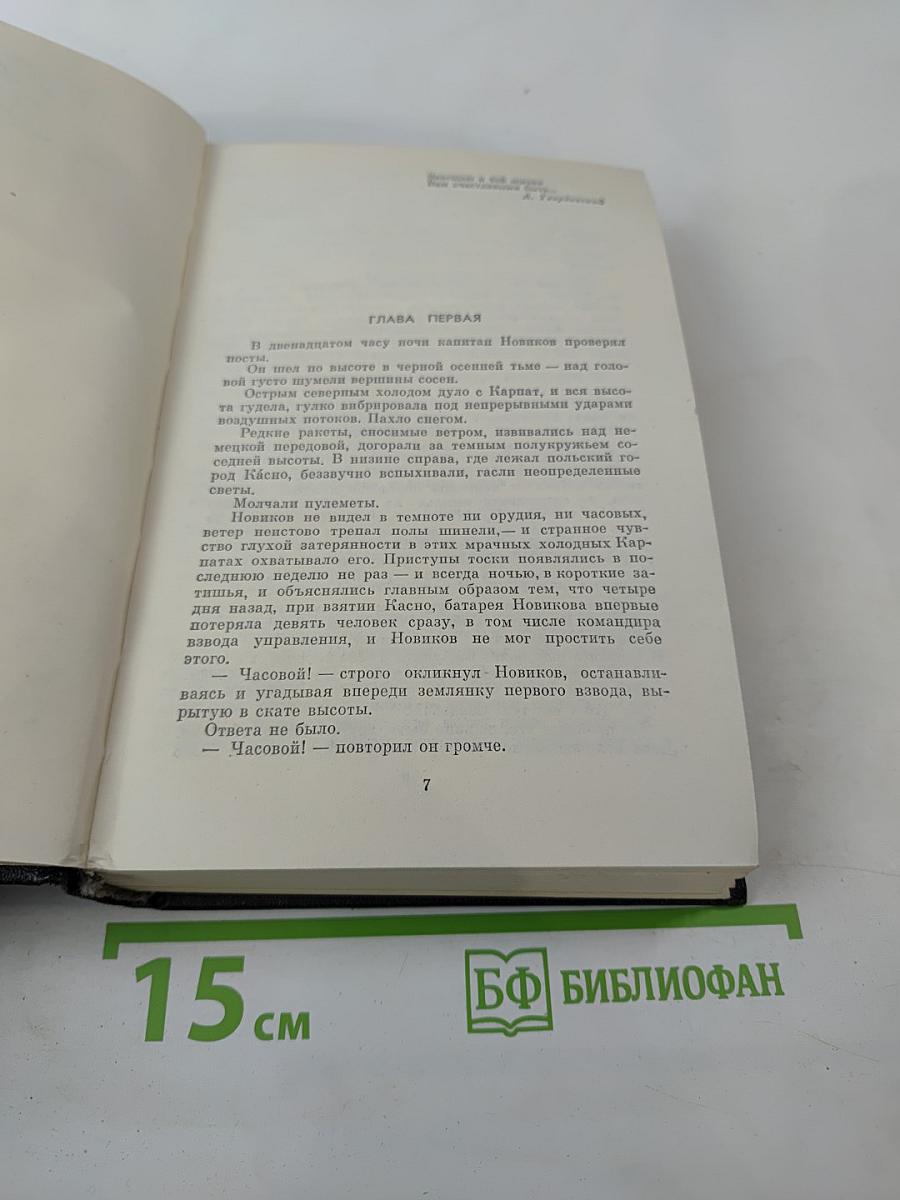 Вам счастливыми быть...
А. Твардовский
ГЛАВА ПЕРВАЯ
В двенадцатом часу ночи капитан Новиков проверял
посты.
Он шел по высоте в черной осенней тьме — над голо-
вой густо шумели вершины сосен.
Острым северным холодом дуло с Карпат, и вся высо-
та гудела, гулко вибрировала под непрерывными ударами
воздушных потоков. Пахло снегом.
Редкие ракеты, сносимые ветром, извивались над не-
мецкой передовой, догорали за темным полукружьем со-
седней высоты. В низине справа, где лежал польский го-
род Ка́сно, беззвучно вспыхивали, гасли неопределенные
светы.
Молчали пулеметы.
Новиков не видел в темноте ни орудия, ни часовых,
ветер неистово трепал полы шинели,— и странное чув-
ство глухой затерянности в этих мрачных холодных Кар-
патах охватывало его. Приступы тоски появлялись в по-
следнюю неделю не раз — и всегда ночью, в короткие за-
тишья, и объяснялись главным образом тем, что четыре
дня назад, при взятии Касно, батарея Новикова впервые
потеряла девять человек сразу, в том числе командира
взвода управления, и Новиков не мог простить себе
этого.
— Часовой! — строго окликнул Новиков, останавли-
ваясь и угадывая впереди землянку первого взвода, вы-
рытую в скате высоты.
Ответа не было.
— Часовой! — повторил он громче.
7
15 см
БФ БИБЛИОФАН